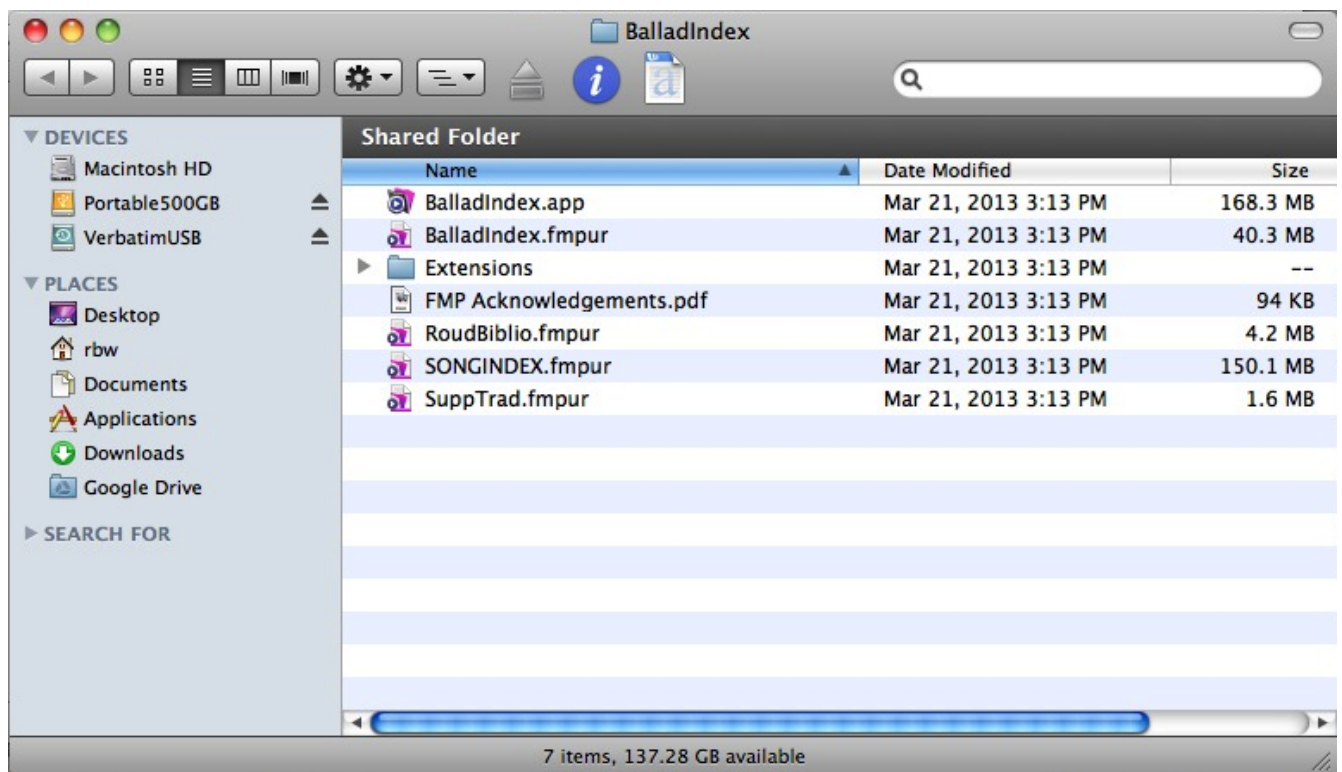 BalladIndex
DEVICES
Macintosh HD
Portable500GB
VerbatimUSB
PLACES
Desktop
rbw
Documents
Applications
Downloads
Google Drive
SEARCH FOR
Shared Folder
Name Date Modified Size
BalladIndex.app Mar 21, 2013 3:13 PM 168.3 MB
BalladIndex.fmpur Mar 21, 2013 3:13 PM 40.3 MB
Extensions Mar 21, 2013 3:13 PM --
FMP Acknowledgements.pdf Mar 21, 2013 3:13 PM 94 KB
RoudBiblio.fmpur Mar 21, 2013 3:13 PM 4.2 MB
SONGINDEX.fmpur Mar 21, 2013 3:13 PM 150.1 MB
SuppTrad.fmpur Mar 21, 2013 3:13 PM 1.6 MB
7 items, 137.28 GB available